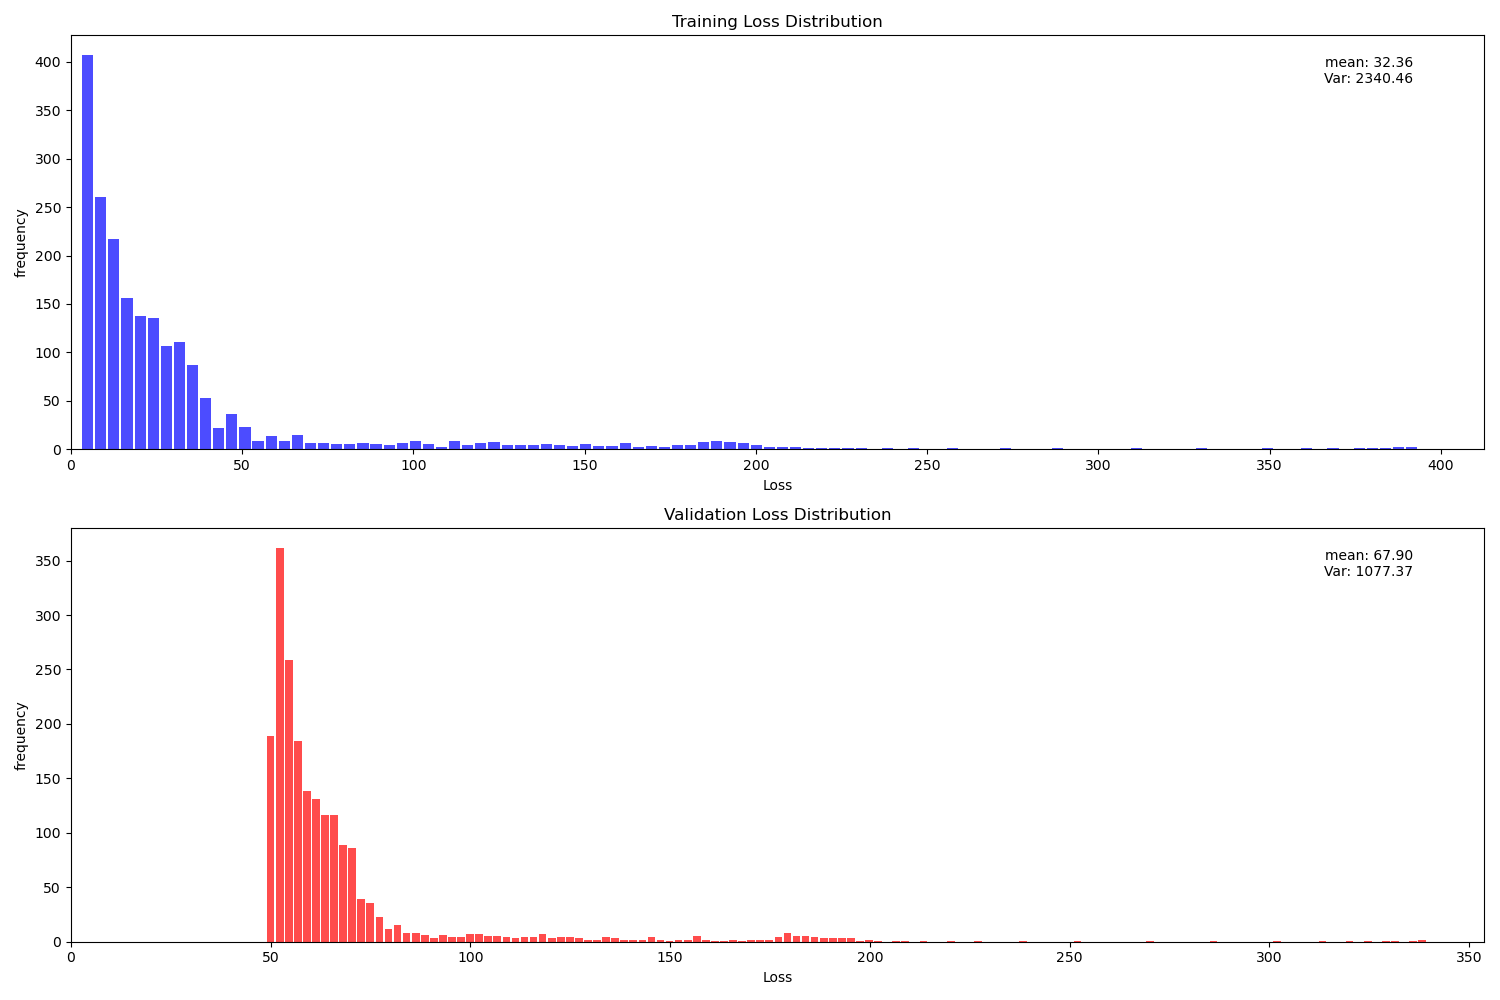 Training Loss Distribution
mean: 32.36
Var: 2340.46
400
350
300
250
200
150
100
50
0
frequency
0 50 100 150 200 250 300 350 400
Loss
Validation Loss Distribution
mean: 67.90
Var: 1077.37
350
300
250
200
150
100
50
0
frequency
0 50 100 150 200 250 300 350
Loss